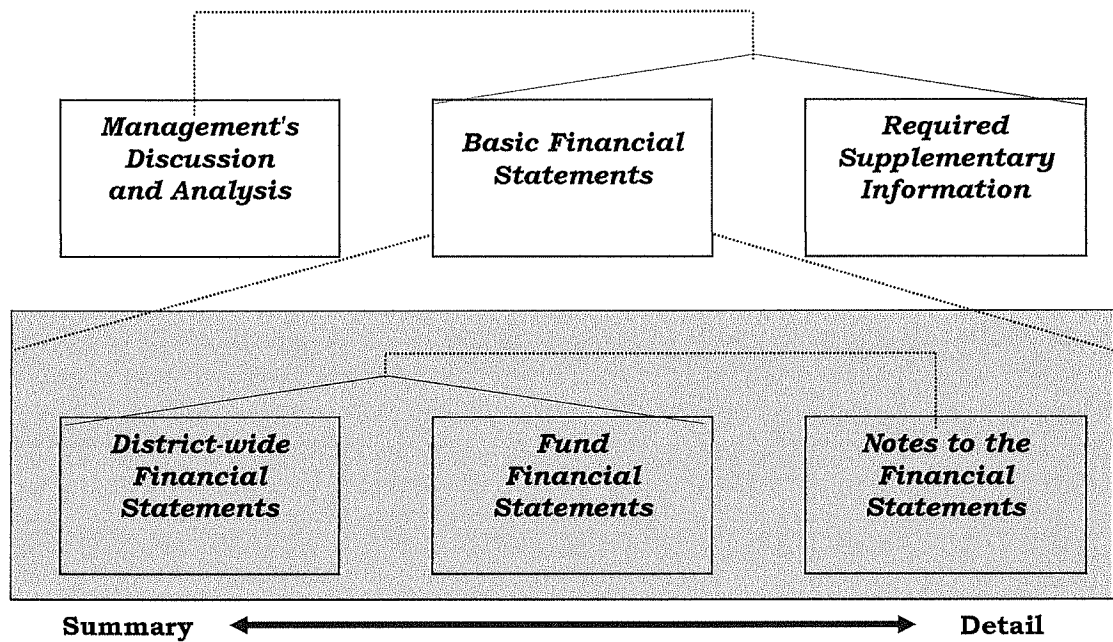 Management's
Discussion
and Analysis
Basic Financial
Statements
Required
Supplementary
Information
District-wide
Financial
Statements
Fund
Financial
Statements
Notes to the
Financial
Statements
Summary
Detail